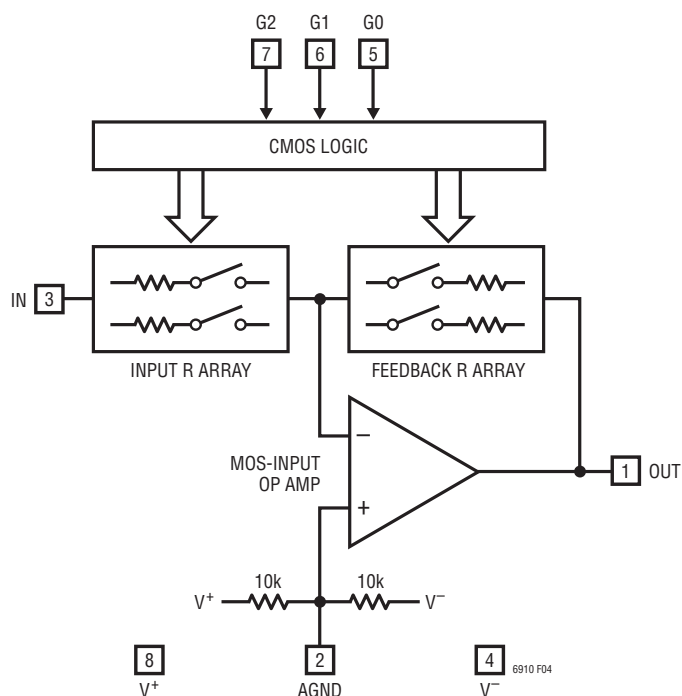 G2 G1 G0
7 6 5
CMOS LOGIC
IN 3
INPUT R ARRAY FEEDBACK R ARRAY
MOS-INPUT
OP AMP
−
+
1 OUT
10k 10k
V+ V−
8 2 4 6910 F04
V+ AGND V−